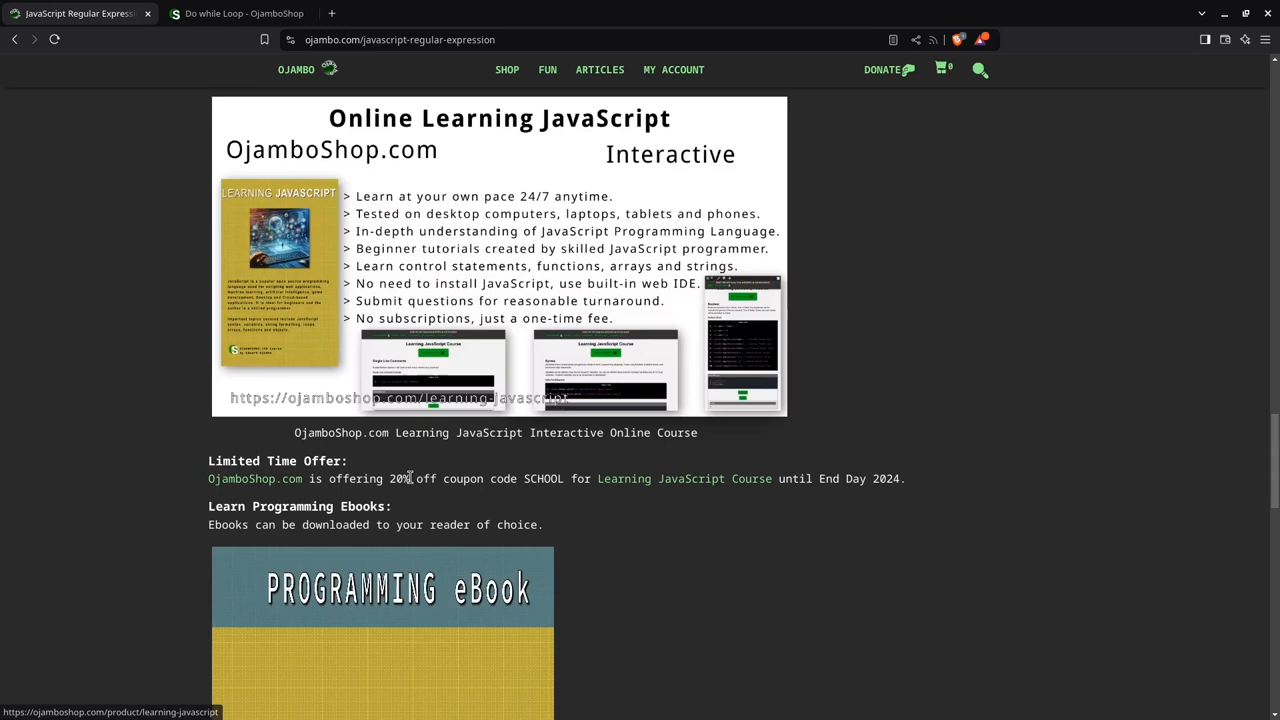 JavaScript Regular Expressi
Do while Loop - OjamboShop
ojambo.com/javascript-regular-expression
OJAMBO
SHOP
FUN
ARTICLES
MY ACCOUNT
DONATE
0
Online Learning JavaScript
OjamboShop.com
Interactive
LEARNING JAVASCRIPT
> Learn at your own pace 24/7 anytime.
> Tested on desktop computers, laptops, tablets and phones.
> In-depth understanding of JavaScript Programming Language.
> Beginner tutorials created by skilled JavaScript programmer.
> Learn control statements, functions, arrays and strings.
> No need to install JavaScript, use built-in web IDE.
> Submit questions for reasonable turnaround.
> No subscriptions, just a one-time fee.
Learning JavaScript Course
Learning JavaScript Course
https://ojamboshop.com/learning-javascript
OjamboShop.com Learning JavaScript Interactive Online Course
Limited Time Offer:
OjamboShop.com is offering 20% off coupon code SCHOOL for Learning JavaScript Course until End Day 2024.
Learn Programming Ebooks:
Ebooks can be downloaded to your reader of choice.
PROGRAMMING eBook
https://ojamboshop.com/product/learning-javascript